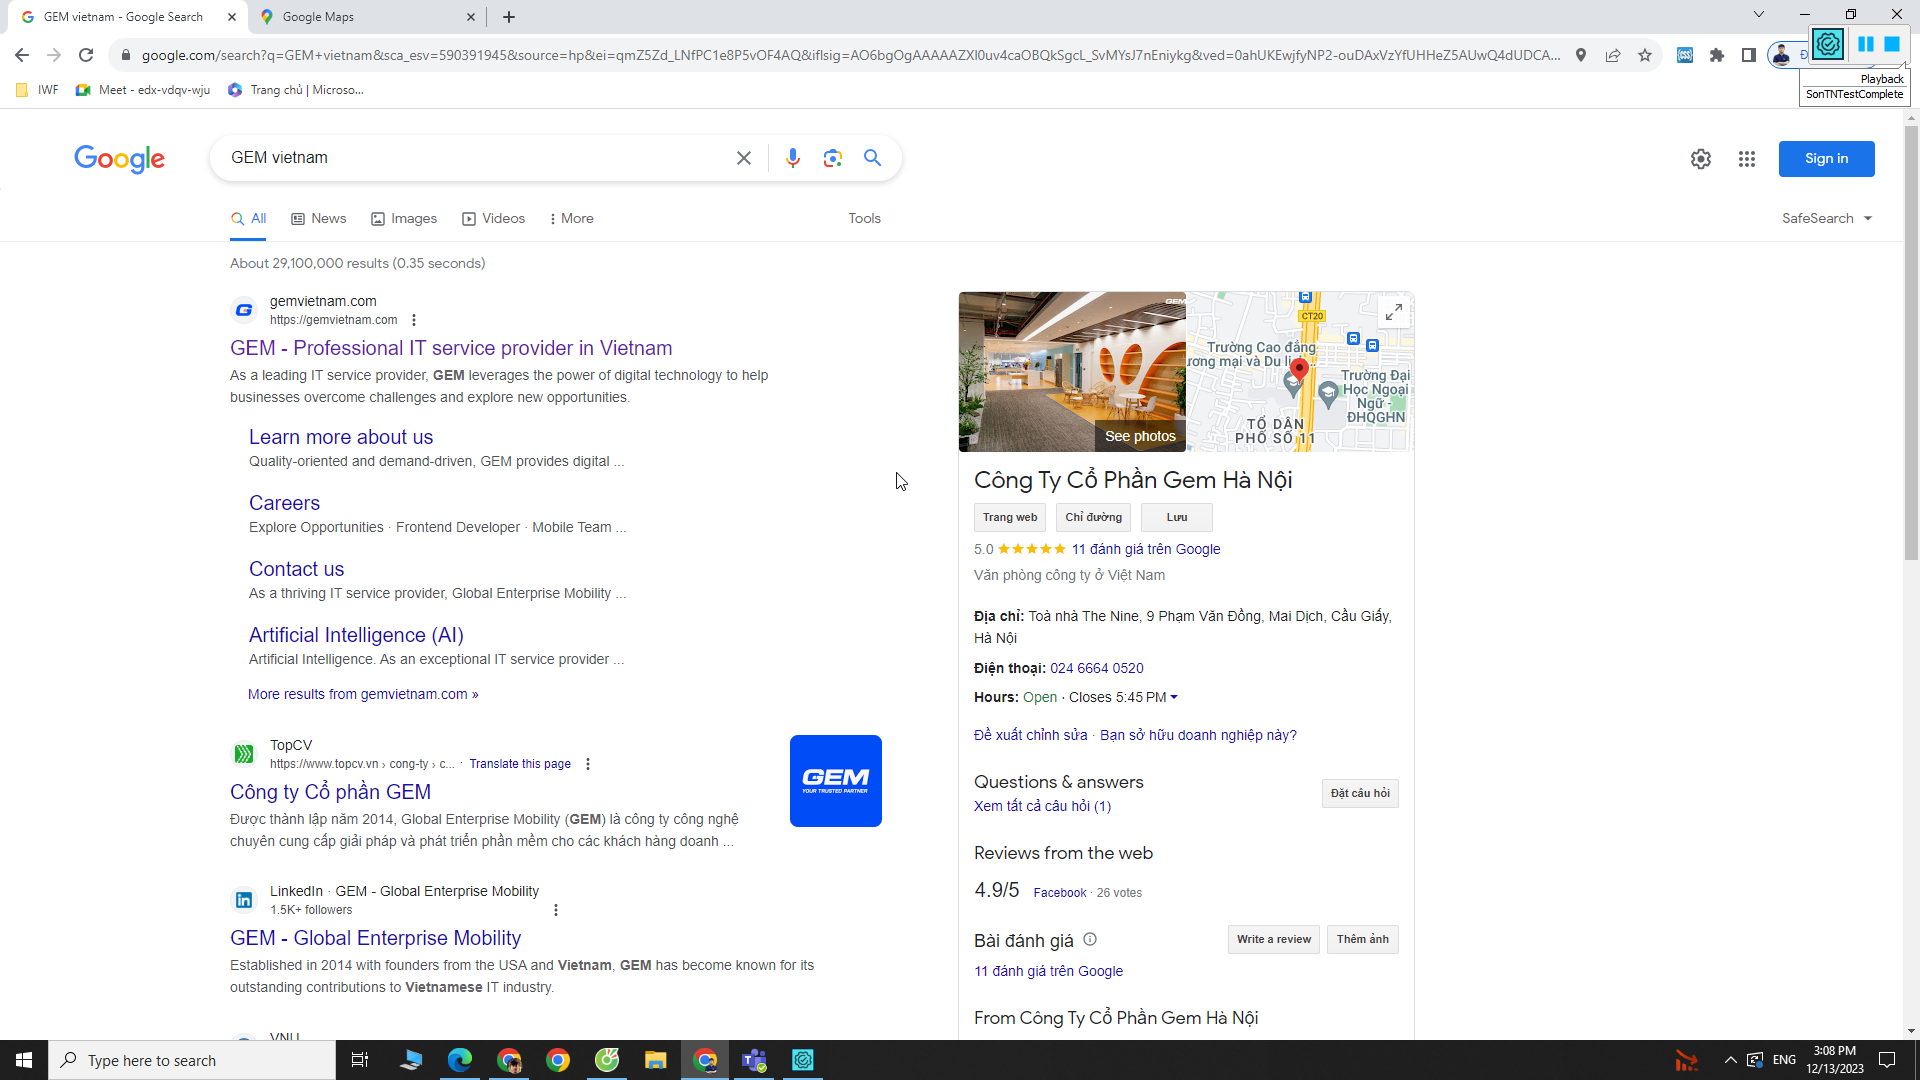 GEM vietnam - Google Search
Google Maps
google.com/search?q=GEM+vietnam&sca_esv=590391945&source=hp&ei=qmZ5Zd_LNfPC1e8P5vOF4AQ&iflsig=AO6bgOgAAAAAZXl0uv4caOBQkSgcL_SvMYsJ7nEniykg&ved=0ahUKEwjfyNP2-ouDAxVzYfUHHeZ5AUwQ4dUDCA...
Playback
SonTNTestComplete
IWF
Meet - edx-vdqv-wju
Trang chủ | Microso...
Google
GEM vietnam
Sign in
All
News
Images
Videos
More
Tools
SafeSearch
About 29,100,000 results (0.35 seconds)
gemvietnam.com
https://gemvietnam.com
GEM - Professional IT service provider in Vietnam
As a leading IT service provider, GEM leverages the power of digital technology to help
businesses overcome challenges and explore new opportunities.
Learn more about us
Quality-oriented and demand-driven, GEM provides digital ...
Careers
Explore Opportunities · Frontend Developer · Mobile Team ...
Contact us
As a thriving IT service provider, Global Enterprise Mobility ...
Artificial Intelligence (AI)
Artificial Intelligence. As an exceptional IT service provider ...
More results from gemvietnam.com »
TopCV
https://www.topcv.vn › cong-ty › c... · Translate this page
Công ty Cổ phần GEM
Được thành lập năm 2014, Global Enterprise Mobility (GEM) là công ty công nghệ
chuyên cung cấp giải pháp và phát triển phần mềm cho các khách hàng doanh ...
GEM
YOUR TRUSTED PARTNER
LinkedIn · GEM - Global Enterprise Mobility
1.5K+ followers
GEM - Global Enterprise Mobility
Established in 2014 with founders from the USA and Vietnam, GEM has become known for its
outstanding contributions to Vietnamese IT industry.
VNU
GEM
See photos
CT20
Trường Cao đẳng
ương mại và Du li...
Trường Đại
Học Ngoại
Ngữ -
ĐHQGHN
TỔ DÂN
PHỐ SỐ 11
Công Ty Cổ Phần Gem Hà Nội
Trang web
Chỉ đường
Lưu
5.0 ★★★★★ 11 đánh giá trên Google
Văn phòng công ty ở Việt Nam
Địa chỉ: Toà nhà The Nine, 9 Phạm Văn Đồng, Mai Dịch, Cầu Giấy,
Hà Nội
Điện thoại: 024 6664 0520
Hours: Open · Closes 5:45 PM
Đề xuất chỉnh sửa · Bạn sở hữu doanh nghiệp này?
Questions & answers
Xem tất cả câu hỏi (1)
Đặt câu hỏi
Reviews from the web
4.9/5 Facebook · 26 votes
Bài đánh giá
Write a review
Thêm ảnh
11 đánh giá trên Google
From Công Ty Cổ Phần Gem Hà Nội
Type here to search
ENG
3:08 PM
12/13/2023